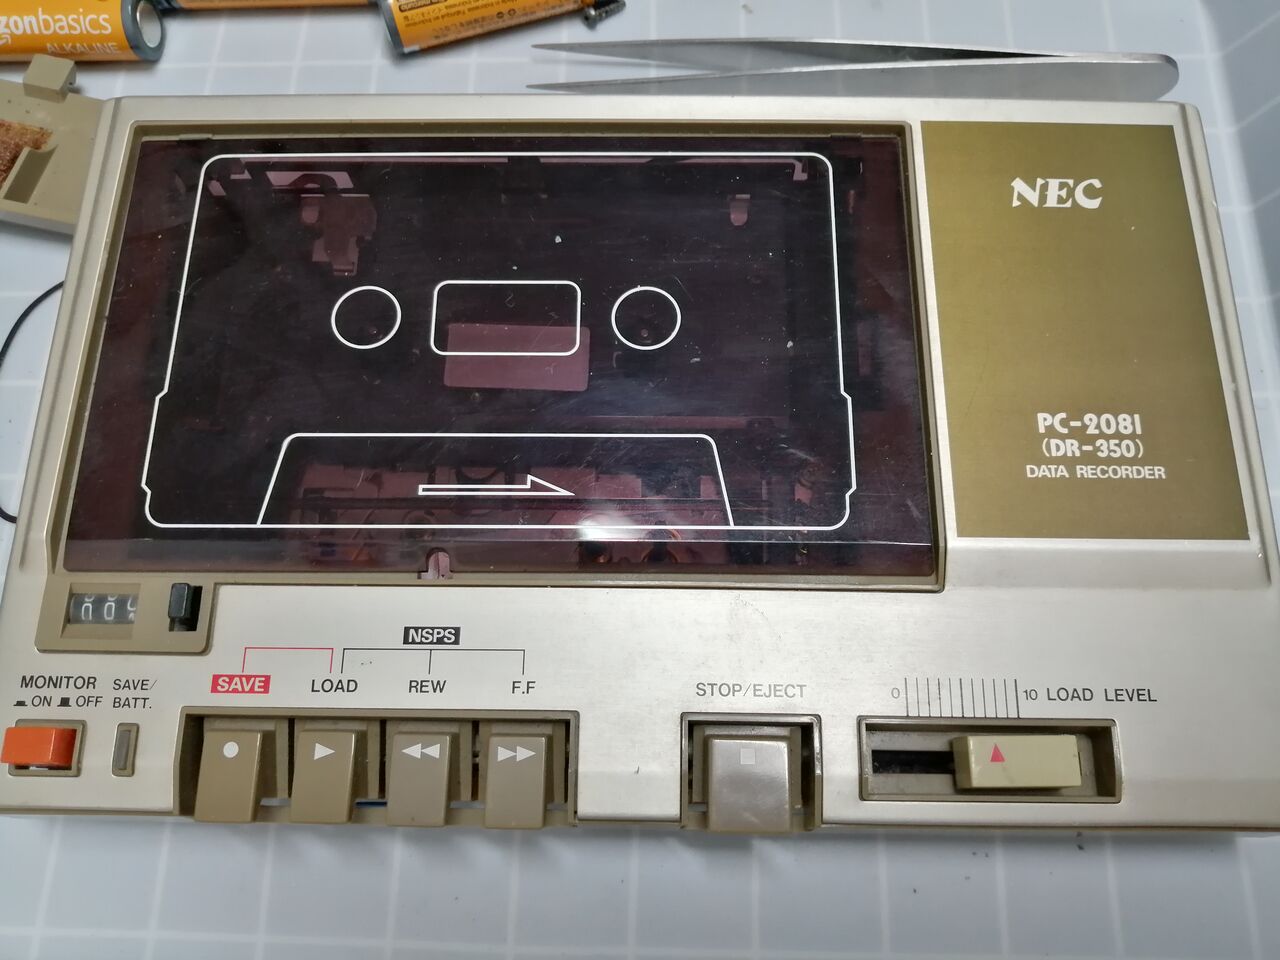 zonbasics
ALKALINE
NEC
PC-2081
(DR-350)
DATA RECORDER
NSPS
SAVE
LOAD
REW
F.F
MONITOR
ON OFF
SAVE/
BATT.
STOP/EJECT
0 10 LOAD LEVEL